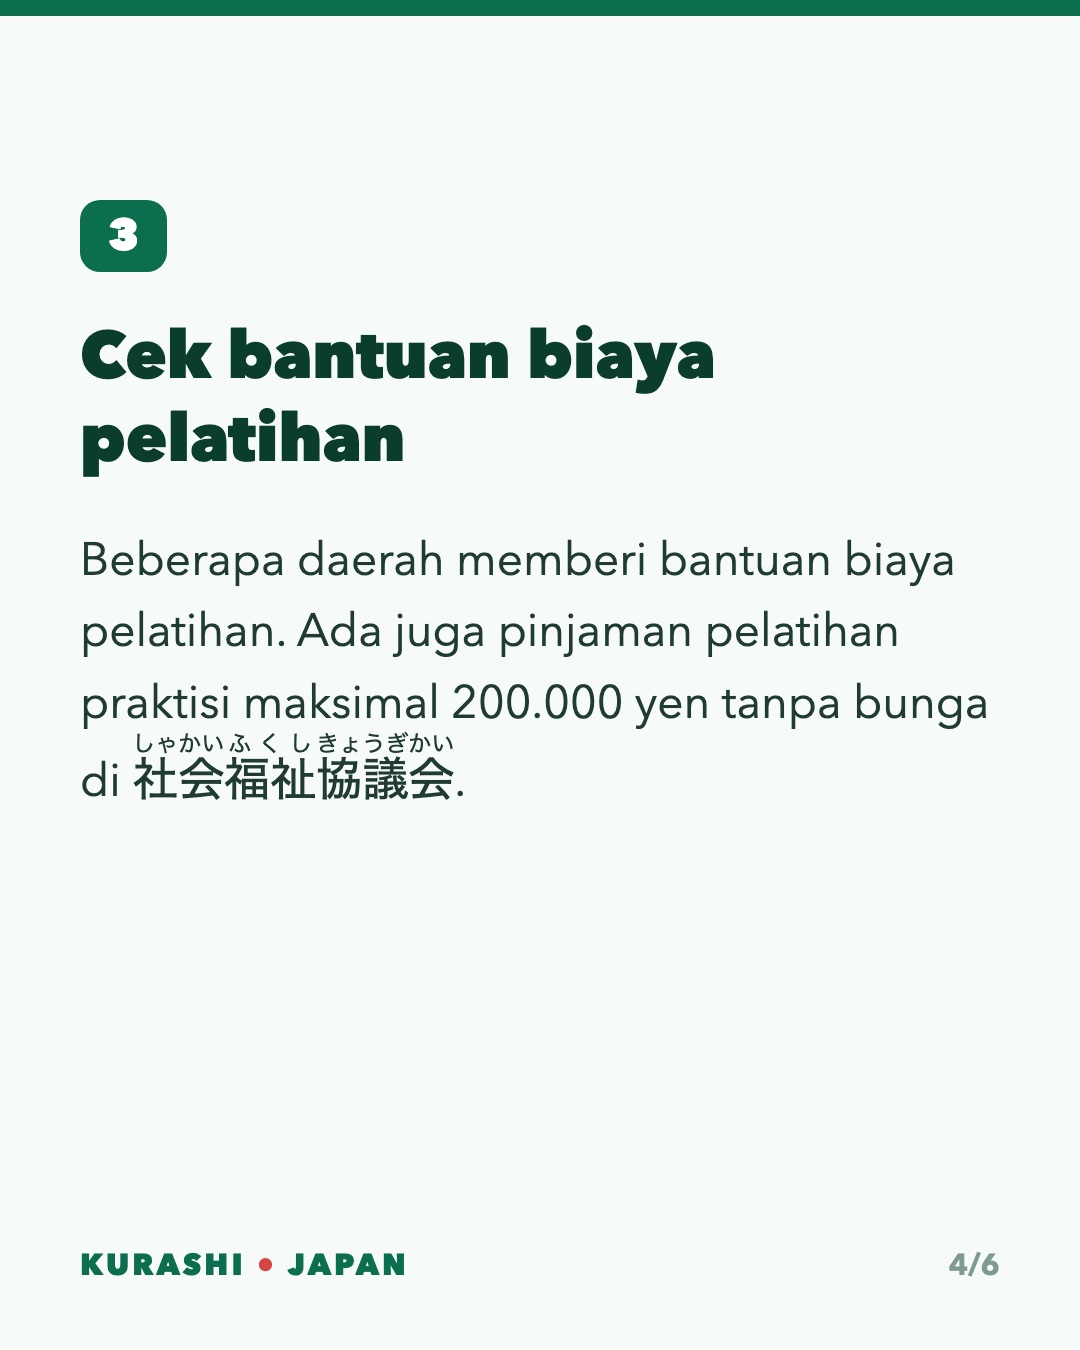 3
Cek bantuan biaya
pelatihan
Beberapa daerah memberi bantuan biaya
pelatihan. Ada juga pinjaman pelatihan
praktisi maksimal 200.000 yen tanpa bunga
しゃかいふくしきょうぎかい
di 社会福祉協議会.
KURASHI • JAPAN
4/6